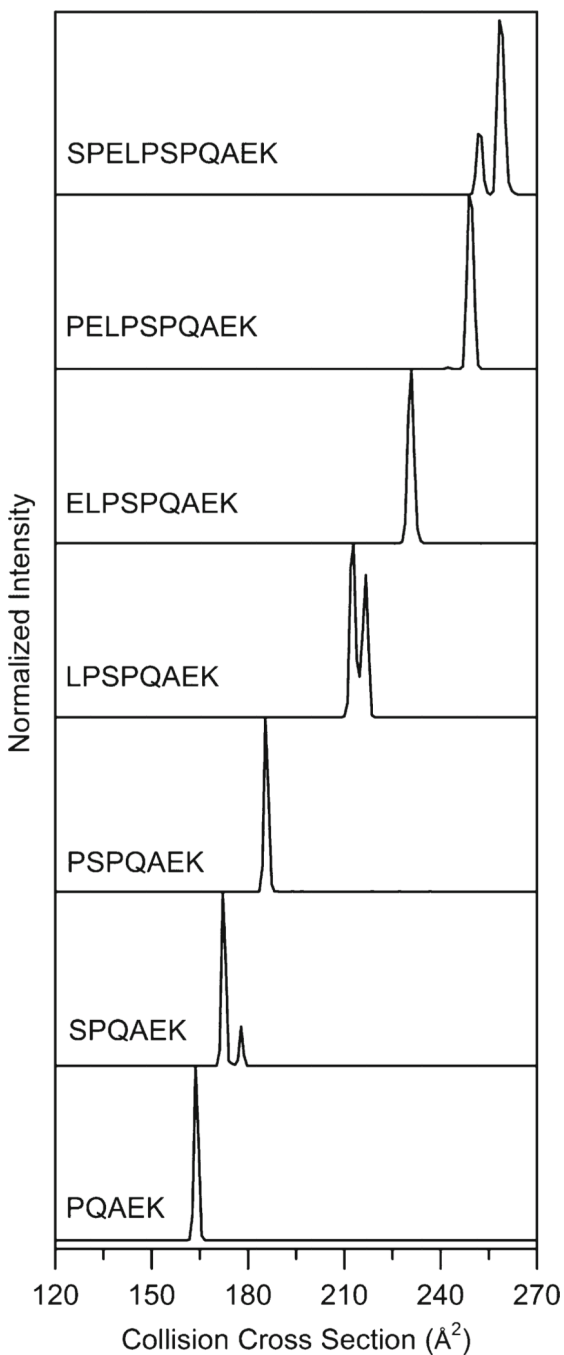 SPELPSPQAEK
PELPSPQAEK
ELPSPQAEK
LPSPQAEK
PSPQAEK
SPQAEK
PQAEK
Normalized Intensity
120 150 180 210 240 270
Collision Cross Section (Å²)